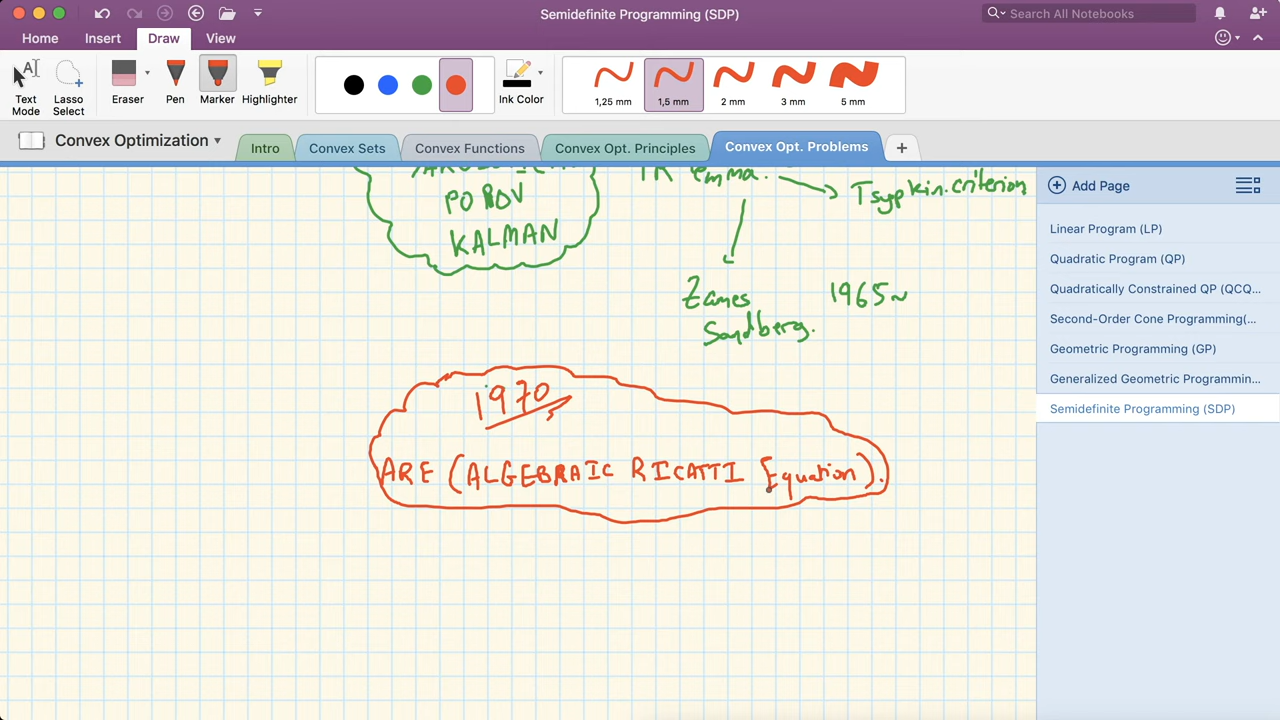 Semidefinite Programming (SDP)
Search All Notebooks
Home Insert Draw View
Text Mode
Lasso Select
Eraser
Pen
Marker
Highlighter
Ink Color
1,25 mm
1,5 mm
2 mm
3 mm
5 mm
Convex Optimization
Intro
Convex Sets
Convex Functions
Convex Opt. Principles
Convex Opt. Problems
Add Page
Linear Program (LP)
Quadratic Program (QP)
Quadratically Constrained QP (QCQ...
Second-Order Cone Programming(...
Geometric Programming (GP)
Generalized Geometric Programmin...
Semidefinite Programming (SDP)
Tsypkin criterion
POPOV
KALMAN
Zames
Sandberg.
1965~
1970
ARE (ALGEBRAIC RICATTI Equation).